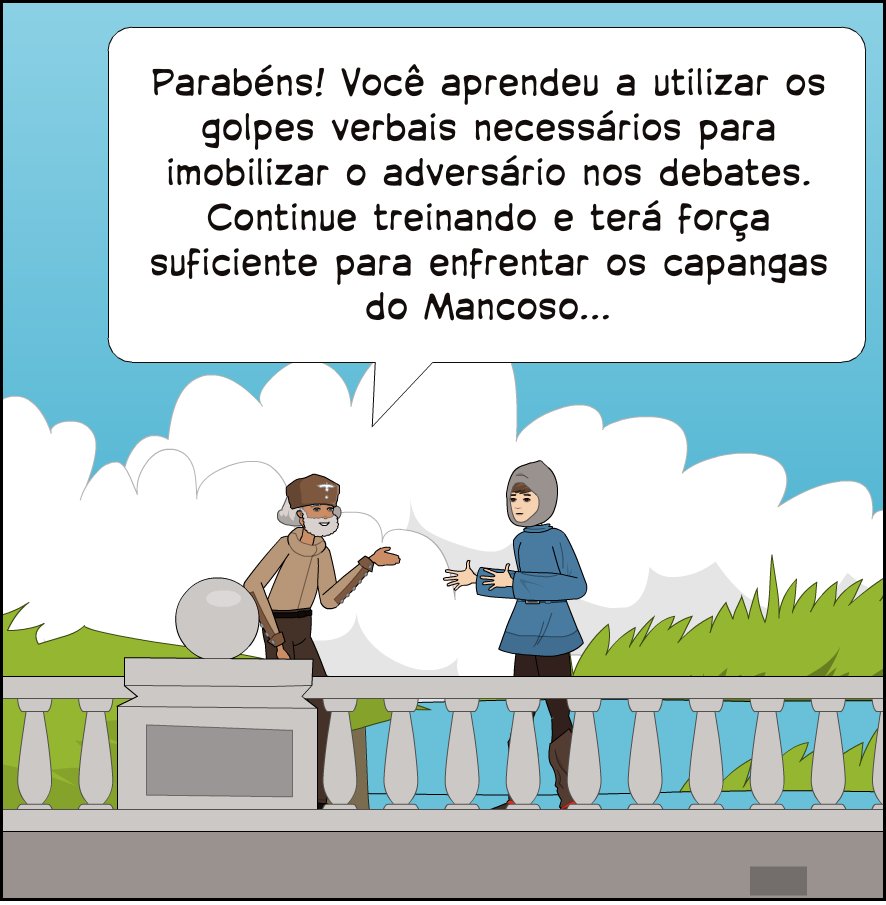 Parabéns! Você aprendeu a utilizar os
golpes verbais necessários para
imobilizar o adversário nos debates.
Continue treinando e terá força
suficiente para enfrentar os capangas
do Mancoso...